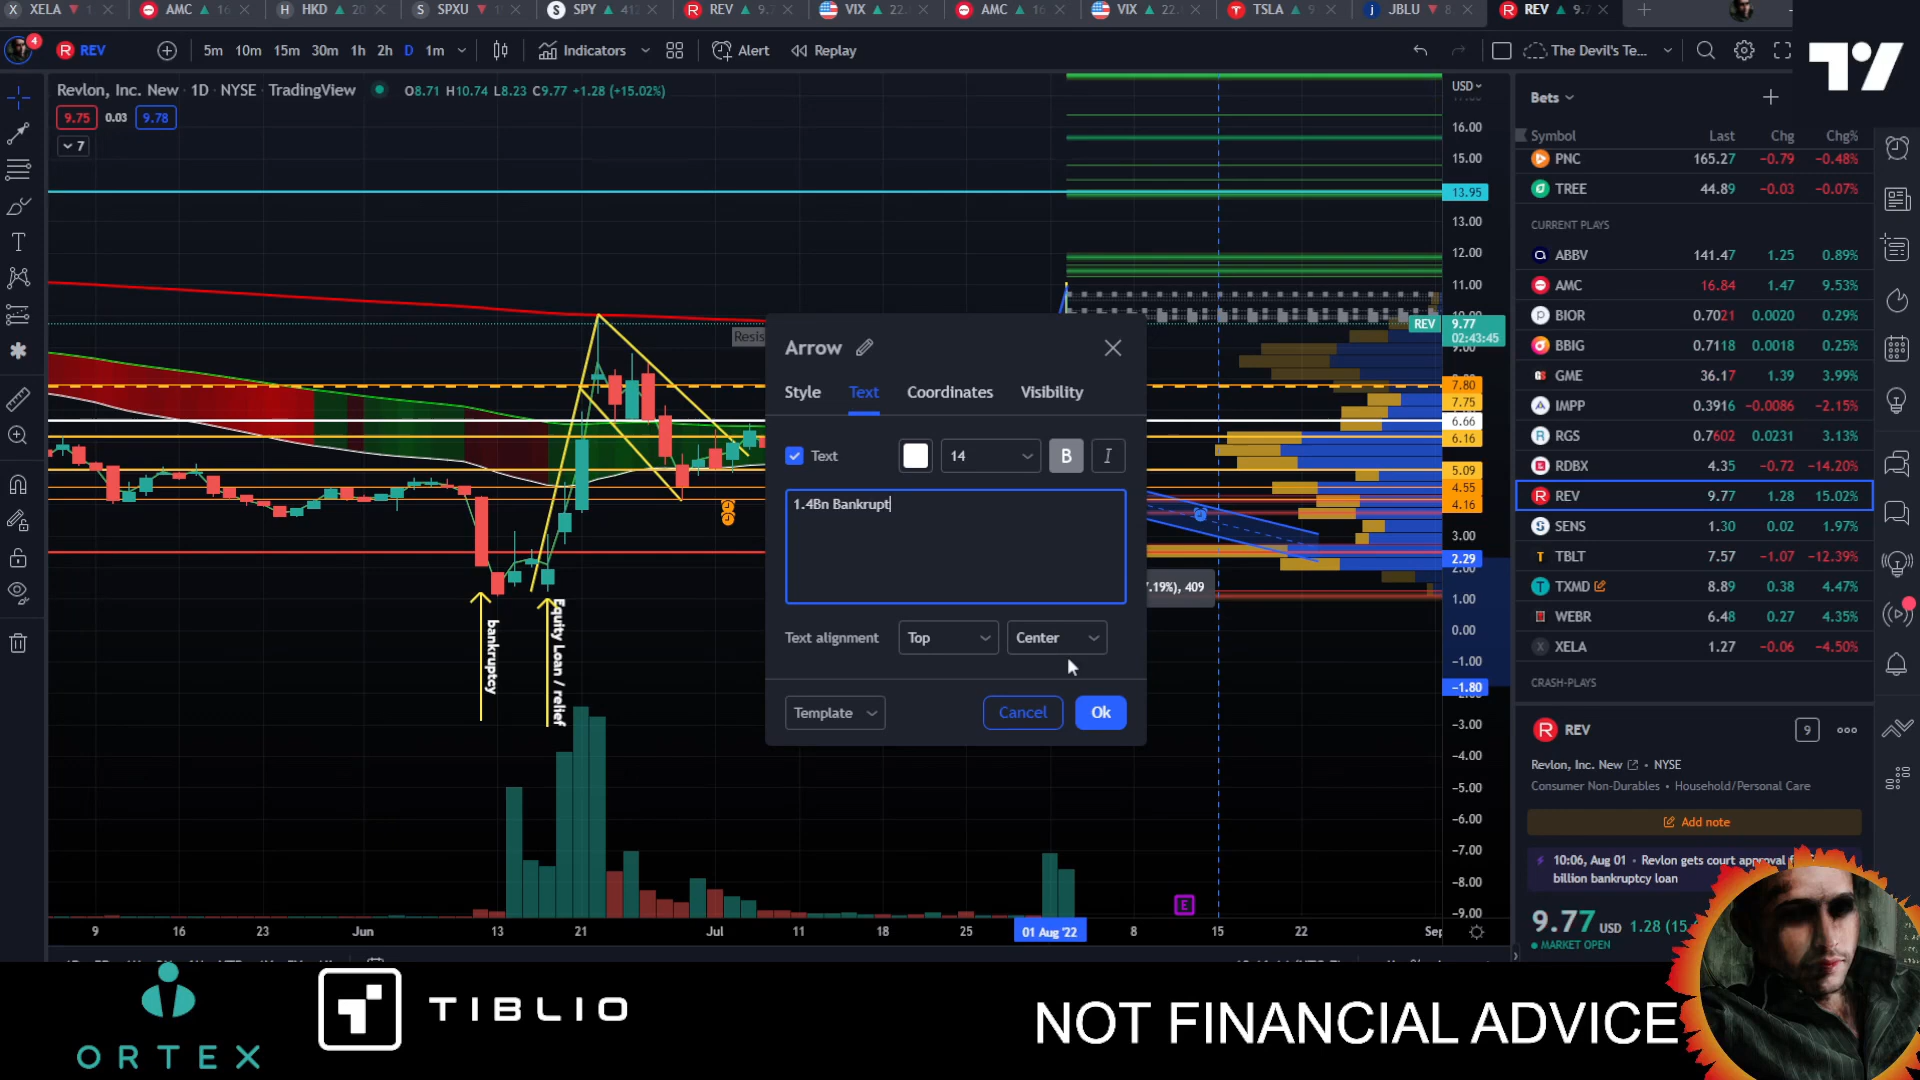 XELA
AMC
HKD
SPXU
SPY
REV
VIX
AMC
VIX
TSLA
JBLU
REV
4
REV
5m
10m
15m
30m
1h
2h
D
1m
Indicators
Alert
Replay
The Devil's Te...
Revlon, Inc. New · 1D · NYSE · TradingView
O8.71 H10.74 L8.23 C9.77 +1.28 (+15.02%)
9.75
0.03
9.78
7
USD
16.00
15.00
13.95
13.00
12.00
11.00
REV
9.77
02:43:45
9.00
7.80
7.75
6.66
6.16
5.09
4.55
4.16
3.00
2.29
2.00
1.00
0.00
−1.00
−1.80
−3.00
−4.00
−5.00
−6.00
−7.00
−8.00
−9.00
bankruptcy
Equity Loan / relief
Arrow
Style
Text
Coordinates
Visibility
Text
14
B
I
1.4Bn Bankrupt
Text alignment
Top
Center
Template
Cancel
Ok
7.19%), 409
E
9
16
23
Jun
13
21
Jul
11
18
25
01 Aug '22
8
15
22
Sep
Bets
Symbol Last Chg Chg%
PNC 165.27 −0.79 −0.48%
TREE 44.89 −0.03 −0.07%
CURRENT PLAYS
ABBV 141.47 1.25 0.89%
AMC 16.84 1.47 9.53%
BIOR 0.7021 0.0020 0.29%
BBIG 0.7118 0.0018 0.25%
GME 36.17 1.39 3.99%
IMPP 0.3916 −0.0086 −2.15%
RGS 0.7602 0.0231 3.13%
RDBX 4.35 −0.72 −14.20%
REV 9.77 1.28 15.02%
SENS 1.30 0.02 1.97%
TBLT 7.57 −1.07 −12.39%
TXMD 8.89 0.38 4.47%
WEBR 6.48 0.27 4.35%
XELA 1.27 −0.06 −4.50%
CRASH-PLAYS
REV
9
Revlon, Inc. New • NYSE
Consumer Non-Durables • Household/Personal Care
Add note
10:06, Aug 01 • Revlon gets court approval
billion bankruptcy loan
9.77 USD 1.28
MARKET OPEN
ORTEX
TIBLIO
NOT FINANCIAL ADVICE